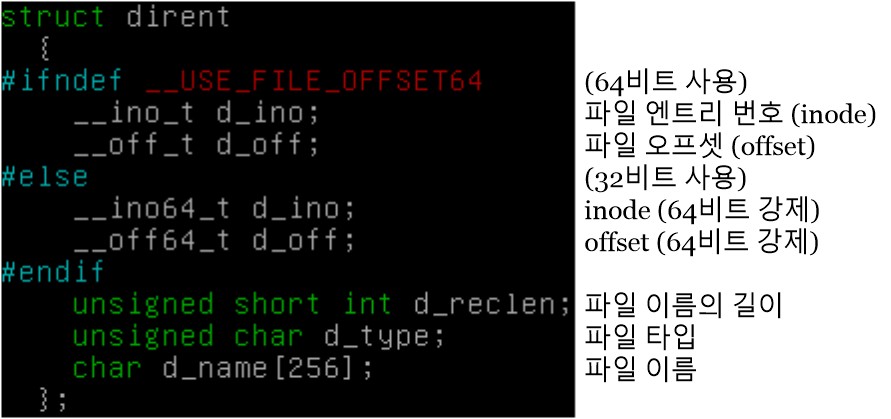 struct dirent
{
#ifndef __USE_FILE_OFFSET64 (64비트 사용)
__ino_t d_ino; 파일 엔트리 번호 (inode)
__off_t d_off; 파일 오프셋 (offset)
#else (32비트 사용)
__ino64_t d_ino; inode (64비트 강제)
__off64_t d_off; offset (64비트 강제)
#endif
unsigned short int d_reclen; 파일 이름의 길이
unsigned char d_type; 파일 타입
char d_name[256]; 파일 이름
};